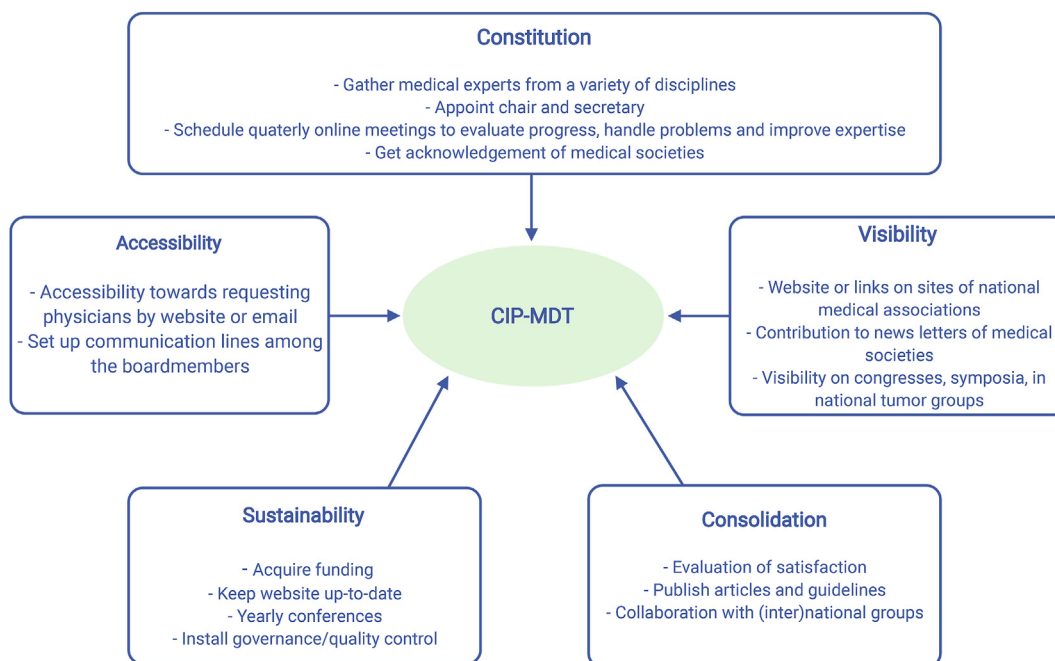 Constitution
- Gather medical experts from a variety of disciplines
- Appoint chair and secretary
- Schedule quaterly online meetings to evaluate progress, handle problems and improve expertise
- Get acknowledgement of medical societies
Accessibility
- Accessibility towards requesting
physicians by website or email
- Set up communication lines among
the boardmembers
CIP-MDT
Visibility
- Website or links on sites of national
medical associations
- Contribution to news letters of medical
societies
- Visibility on congresses, symposia, in
national tumor groups
Sustainability
- Acquire funding
- Keep website up-to-date
- Yearly conferences
- Install governance/quality control
Consolidation
- Evaluation of satisfaction
- Publish articles and guidelines
- Collaboration with (inter)national groups